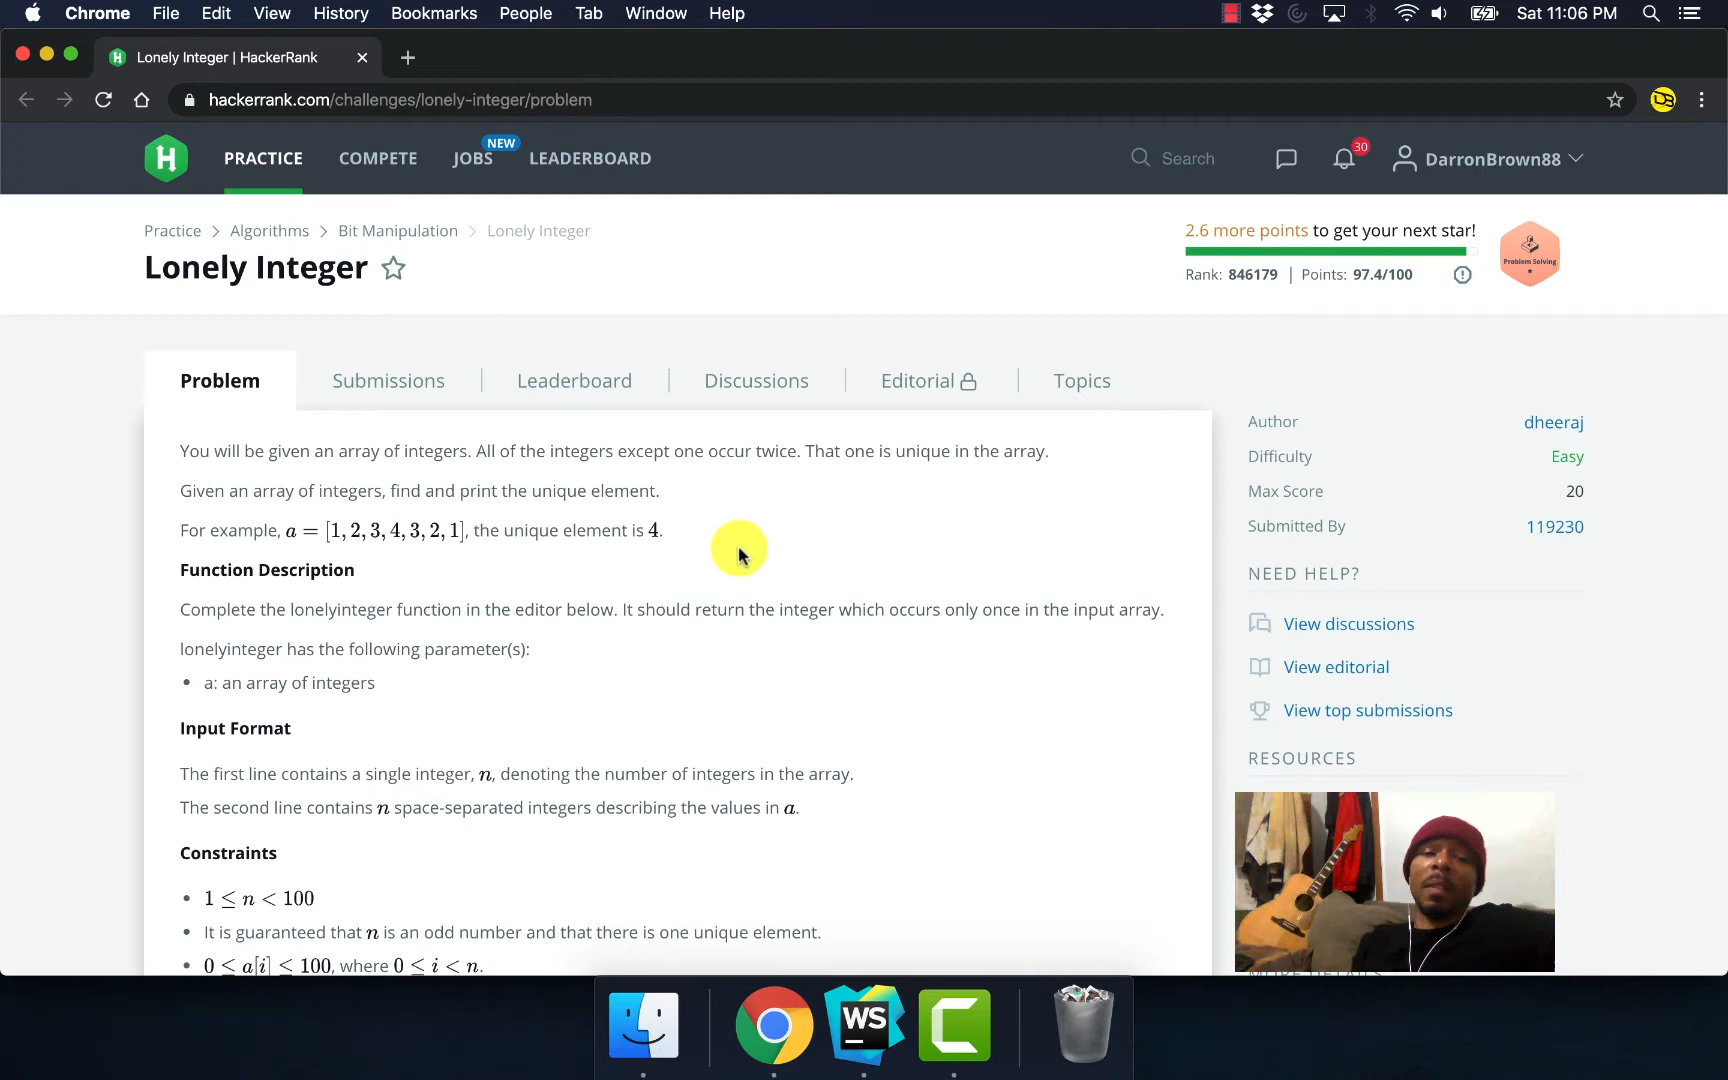 Chrome File Edit View History Bookmarks People Tab Window Help Sat 11:06 PM
Lonely Integer | HackerRank
hackerrank.com/challenges/lonely-integer/problem
PRACTICE COMPETE JOBS NEW LEADERBOARD Search 30 DarronBrown88
Practice > Algorithms > Bit Manipulation > Lonely Integer
2.6 more points to get your next star!
Lonely Integer
Rank: 846179 | Points: 97.4/100
Problem Solving
Problem Submissions Leaderboard Discussions Editorial Topics
You will be given an array of integers. All of the integers except one occur twice. That one is unique in the array.
Given an array of integers, find and print the unique element.
For example, a = [1, 2, 3, 4, 3, 2, 1], the unique element is 4.
Function Description
Complete the lonelyinteger function in the editor below. It should return the integer which occurs only once in the input array.
lonelyinteger has the following parameter(s):
• a: an array of integers
Input Format
The first line contains a single integer, n, denoting the number of integers in the array.
The second line contains n space-separated integers describing the values in a.
Constraints
• 1 ≤ n < 100
• It is guaranteed that n is an odd number and that there is one unique element.
• 0 ≤ a[i] ≤ 100, where 0 ≤ i < n.
Author dheeraj
Difficulty Easy
Max Score 20
Submitted By 119230
NEED HELP?
View discussions
View editorial
View top submissions
RESOURCES
MORE DETAILS
WS